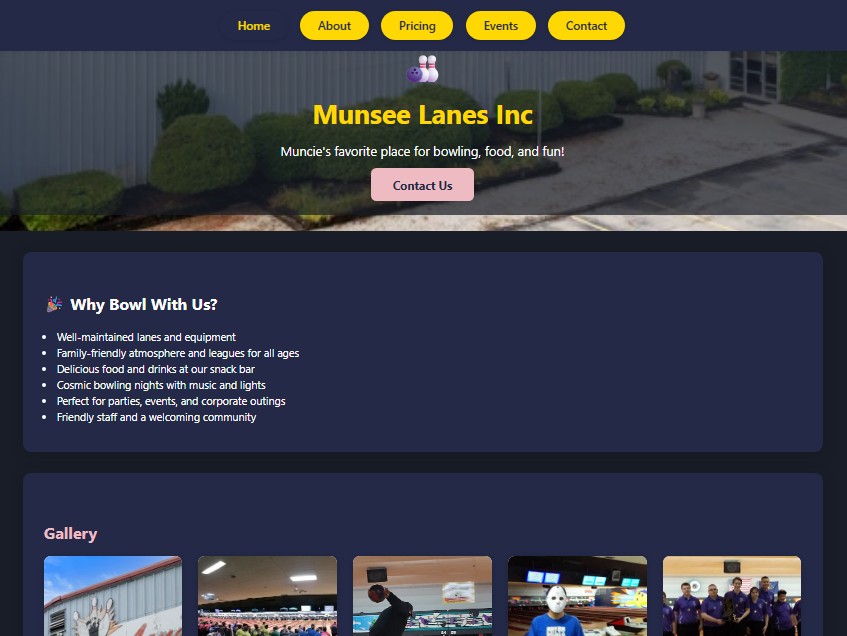 Home
About
Pricing
Events
Contact
Munsee Lanes Inc
Muncie's favorite place for bowling, food, and fun!
Contact Us
Why Bowl With Us?
Well-maintained lanes and equipment
Family-friendly atmosphere and leagues for all ages
Delicious food and drinks at our snack bar
Cosmic bowling nights with music and lights
Perfect for parties, events, and corporate outings
Friendly staff and a welcoming community
Gallery